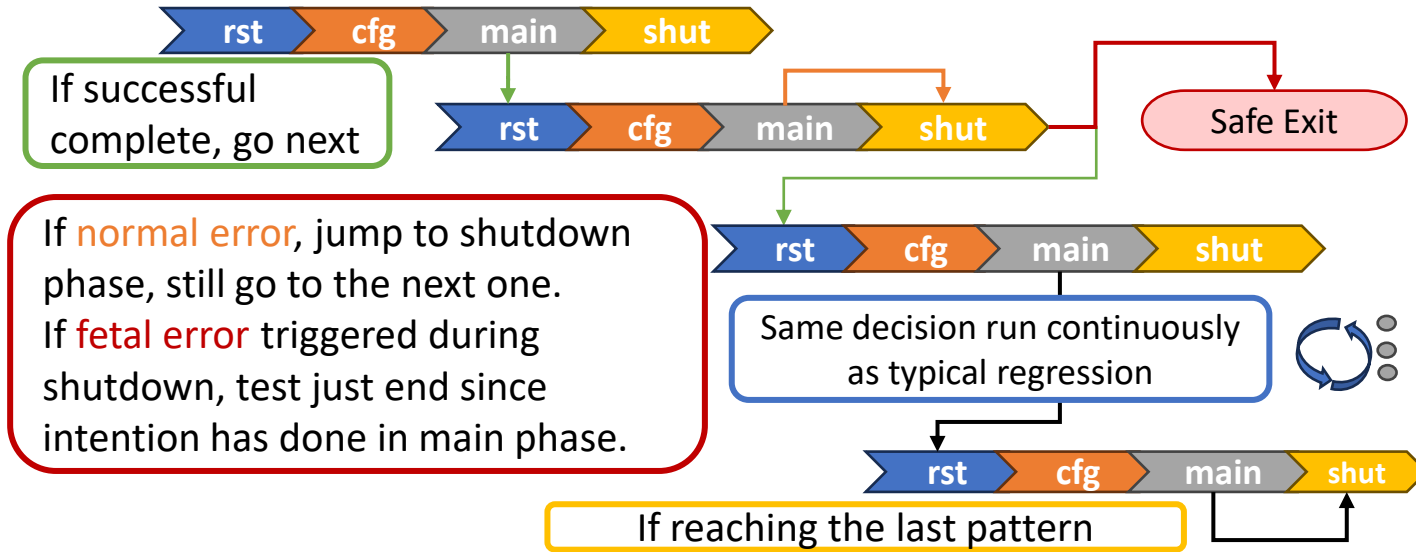 rst cfg main shut
If successful
complete, go next
rst cfg main shut
Safe Exit
If normal error, jump to shutdown
phase, still go to the next one.
If fetal error triggered during
shutdown, test just end since
intention has done in main phase.
rst cfg main shut
Same decision run continuously
as typical regression
rst cfg main shut
If reaching the last pattern